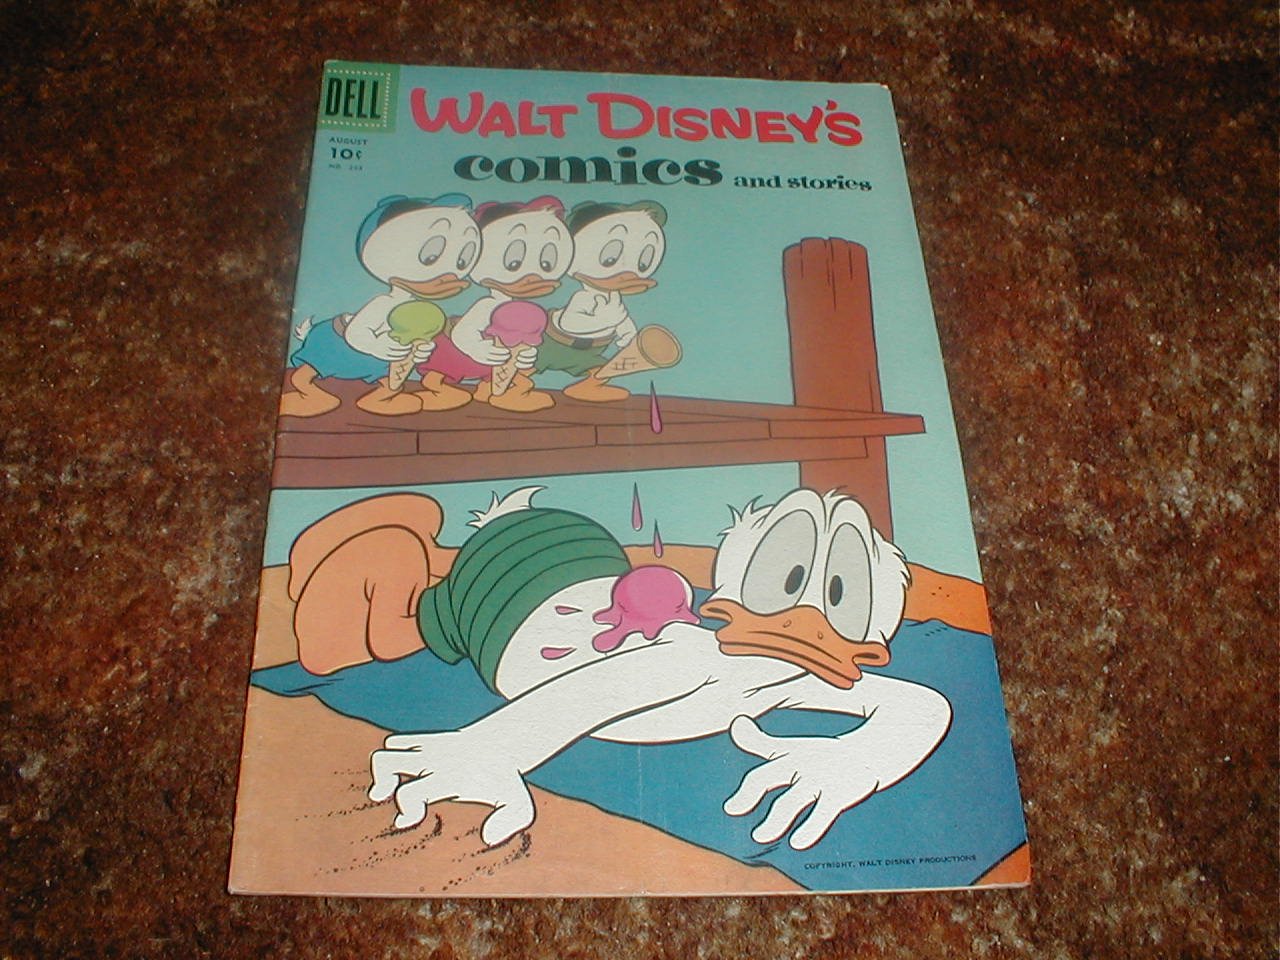 DELL
AUGUST
10¢
WALT DISNEY'S
comics and stories
COPYRIGHT, WALT DISNEY PRODUCTIONS